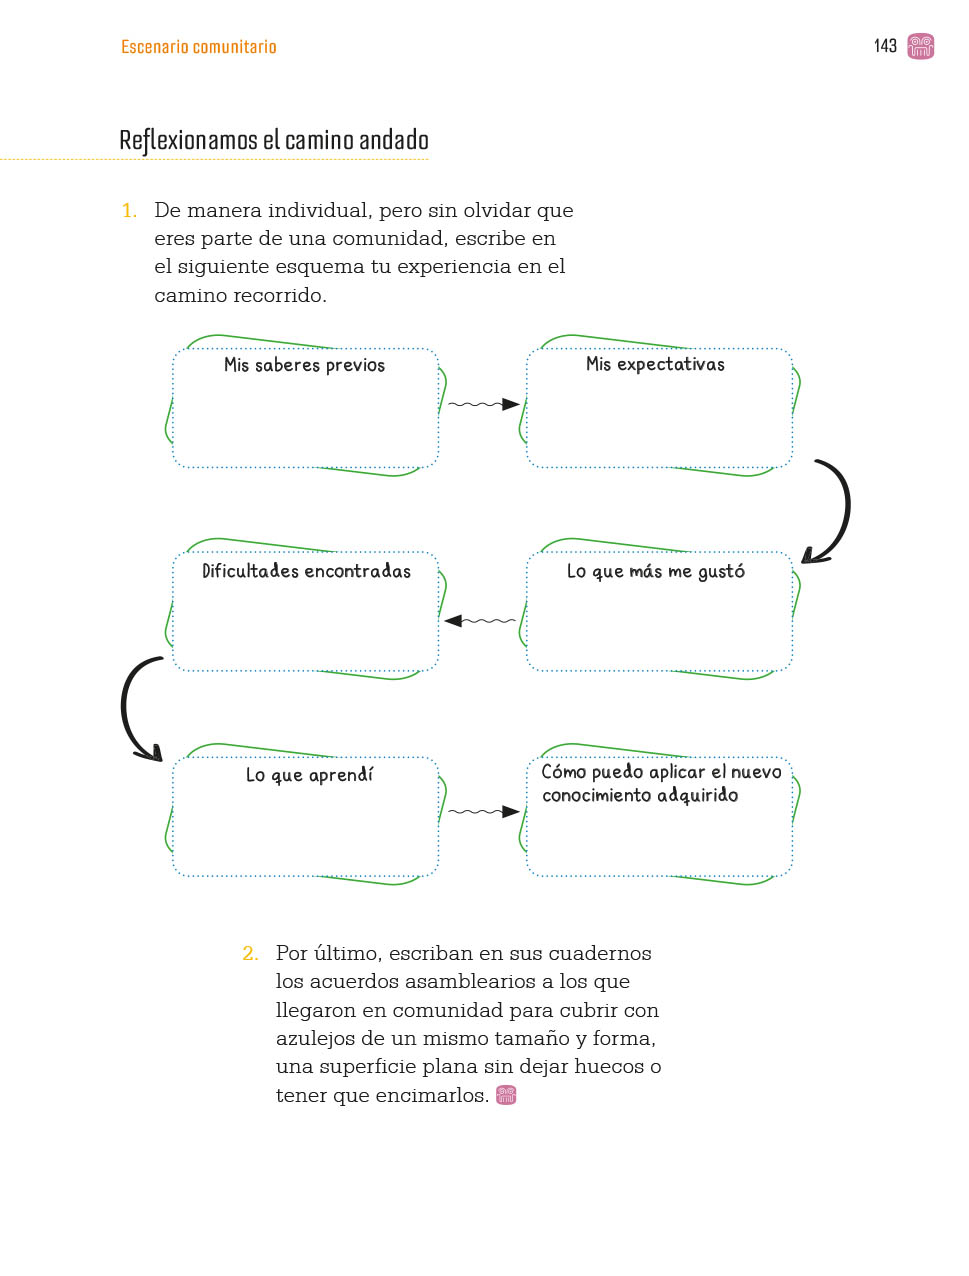 Escenario comunitario
143
Reflexionamos el camino andado
1. De manera individual, pero sin olvidar que
eres parte de una comunidad, escribe en
el siguiente esquema tu experiencia en el
camino recorrido.
Mis saberes previos
Mis expectativas
Lo que más me gustó
Dificultades encontradas
Lo que aprendí
Cómo puedo aplicar el nuevo
conocimiento adquirido
2. Por último, escriban en sus cuadernos
los acuerdos asamblearios a los que
llegaron en comunidad para cubrir con
azulejos de un mismo tamaño y forma,
una superficie plana sin dejar huecos o
tener que encimarlos.